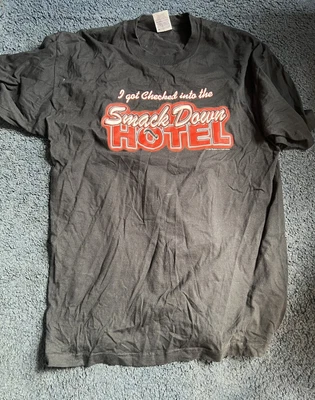 I got Checked into the
Smack Down
HOTEL